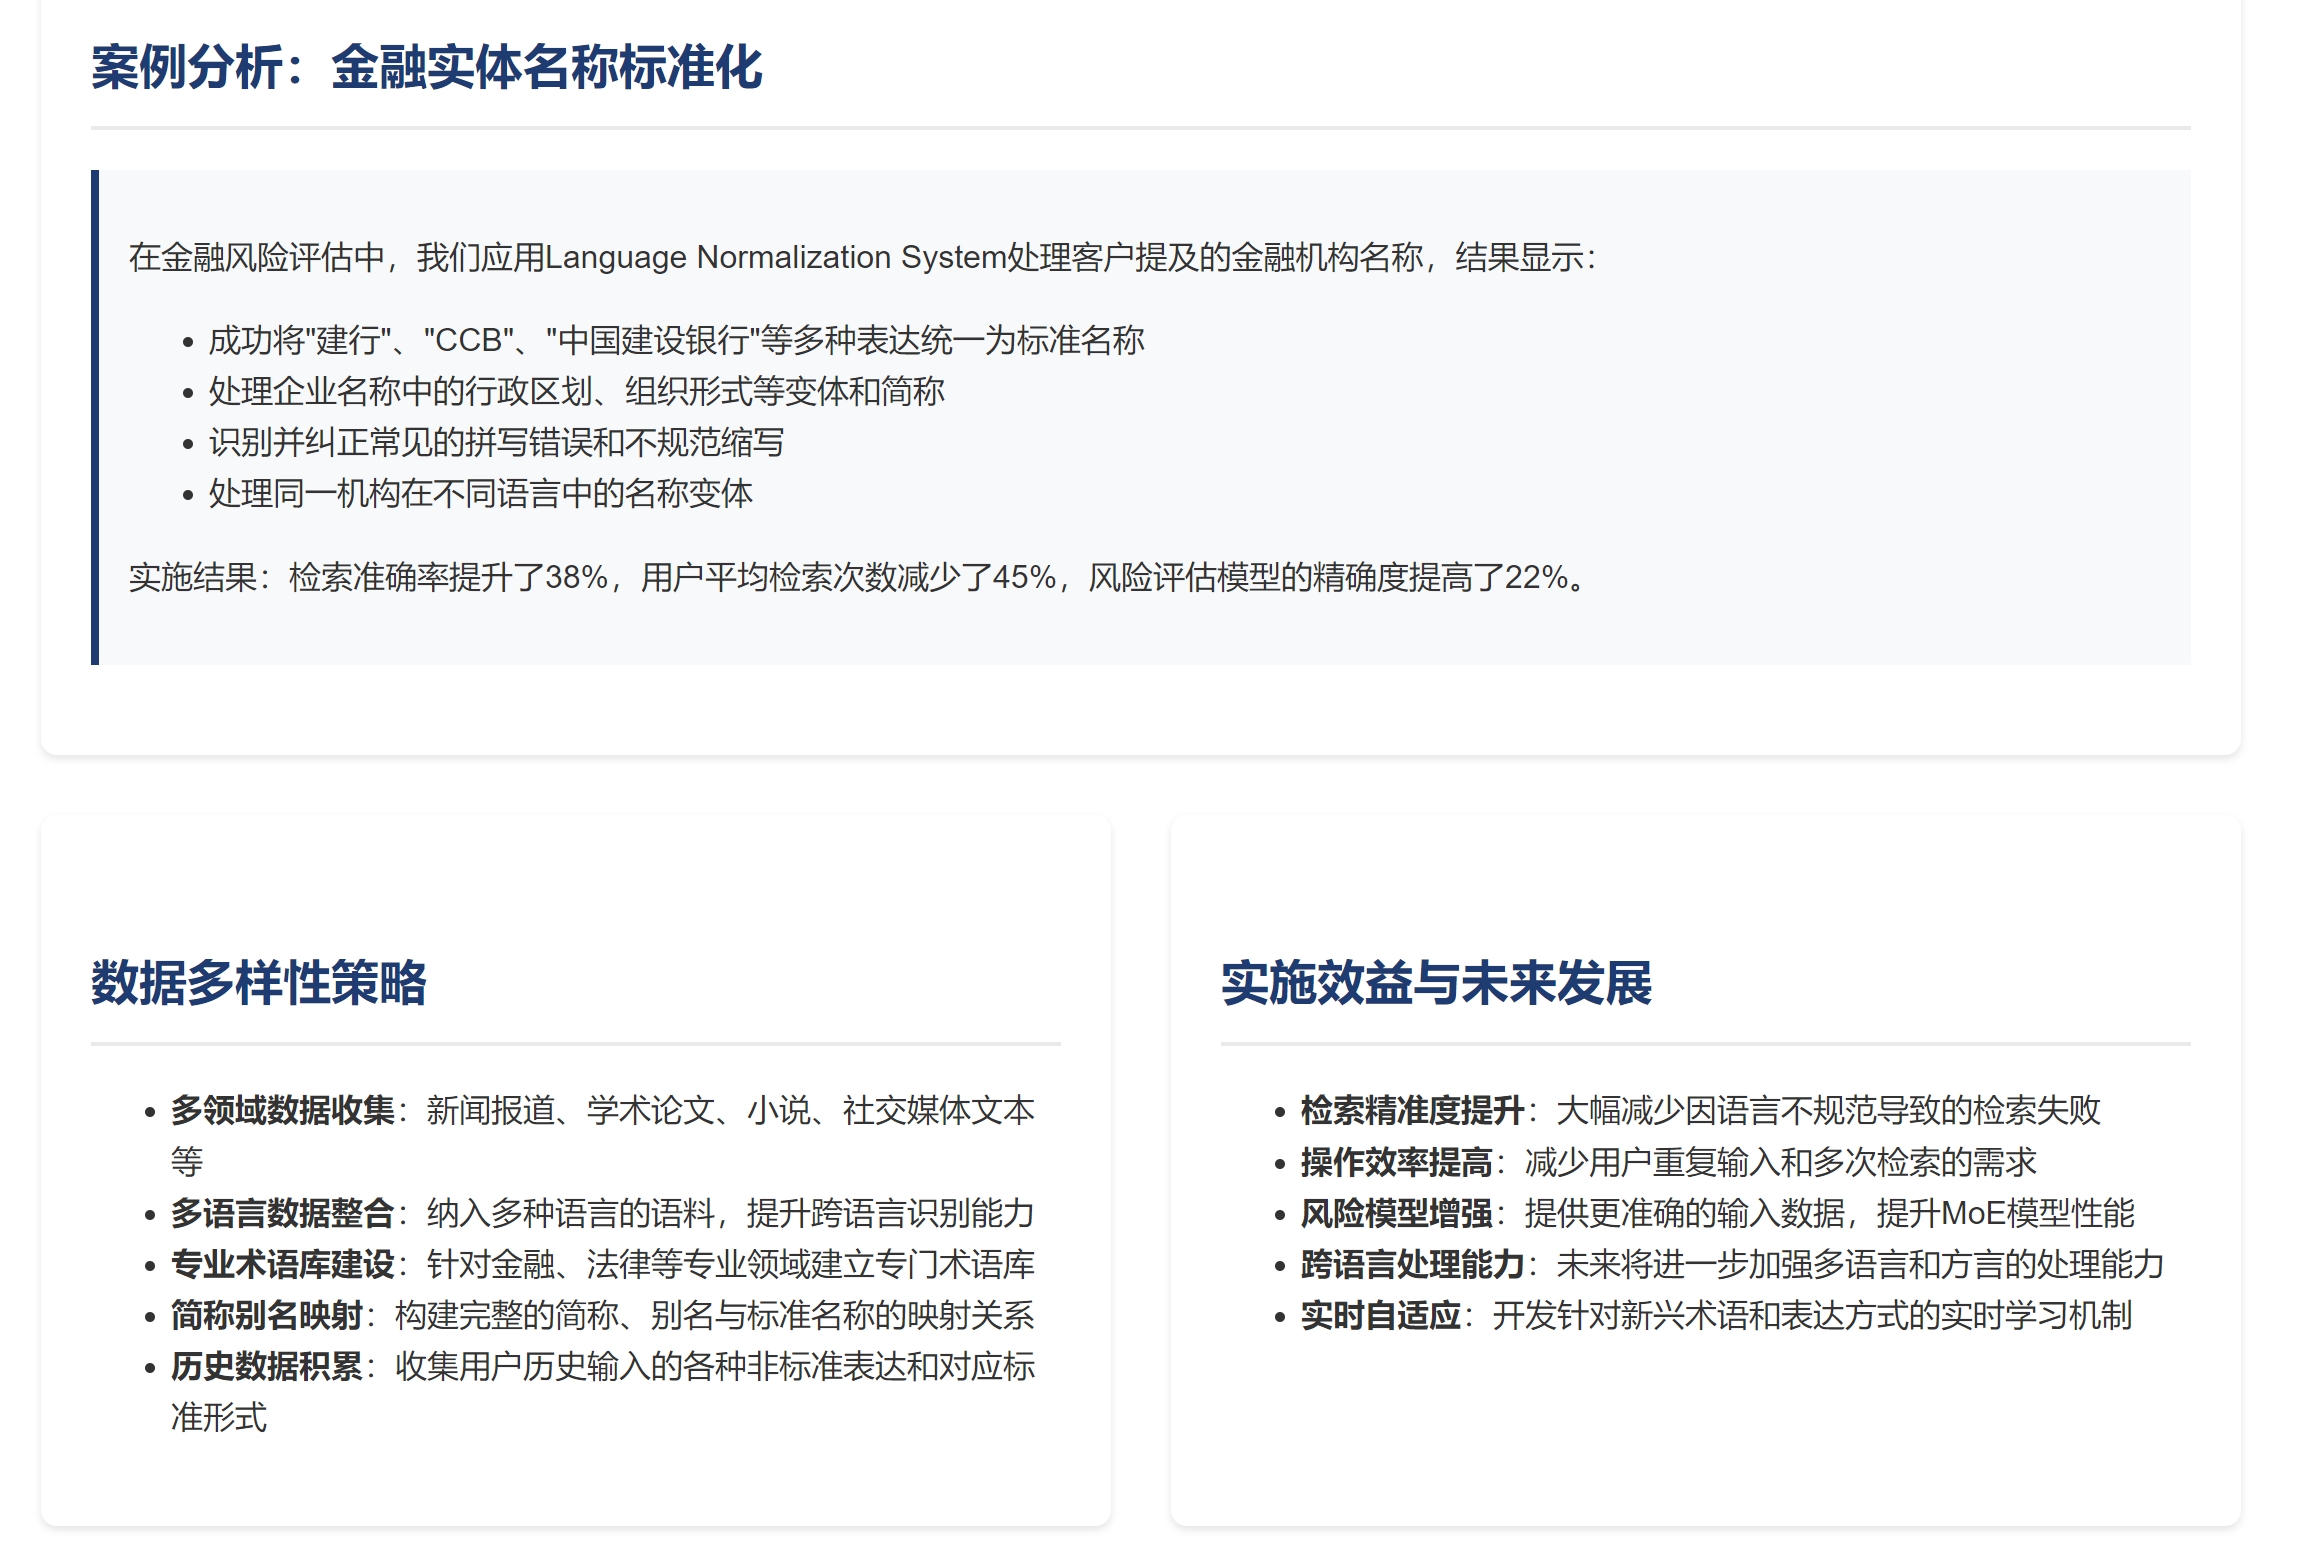 案例分析：金融实体名称标准化
在金融风险评估中，我们应用Language Normalization System处理客户提及的金融机构名称，结果显示：
成功将"建行"、"CCB"、"中国建设银行"等多种表达统一为标准名称
处理企业名称中的行政区划、组织形式等变体和简称
识别并纠正常见的拼写错误和不规范缩写
处理同一机构在不同语言中的名称变体
实施结果：检索准确率提升了38%，用户平均检索次数减少了45%，风险评估模型的精确度提高了22%。
数据多样性策略
多领域数据收集：新闻报道、学术论文、小说、社交媒体文本
等
多语言数据整合：纳入多种语言的语料，提升跨语言识别能力
专业术语库建设：针对金融、法律等专业领域建立专门术语库
简称别名映射：构建完整的简称、别名与标准名称的映射关系
历史数据积累：收集用户历史输入的各种非标准表达和对应标
准形式
实施效益与未来发展
检索精准度提升：大幅减少因语言不规范导致的检索失败
操作效率提高：减少用户重复输入和多次检索的需求
风险模型增强：提供更准确的输入数据，提升MoE模型性能
跨语言处理能力：未来将进一步加强多语言和方言的处理能力
实时自适应：开发针对新兴术语和表达方式的实时学习机制